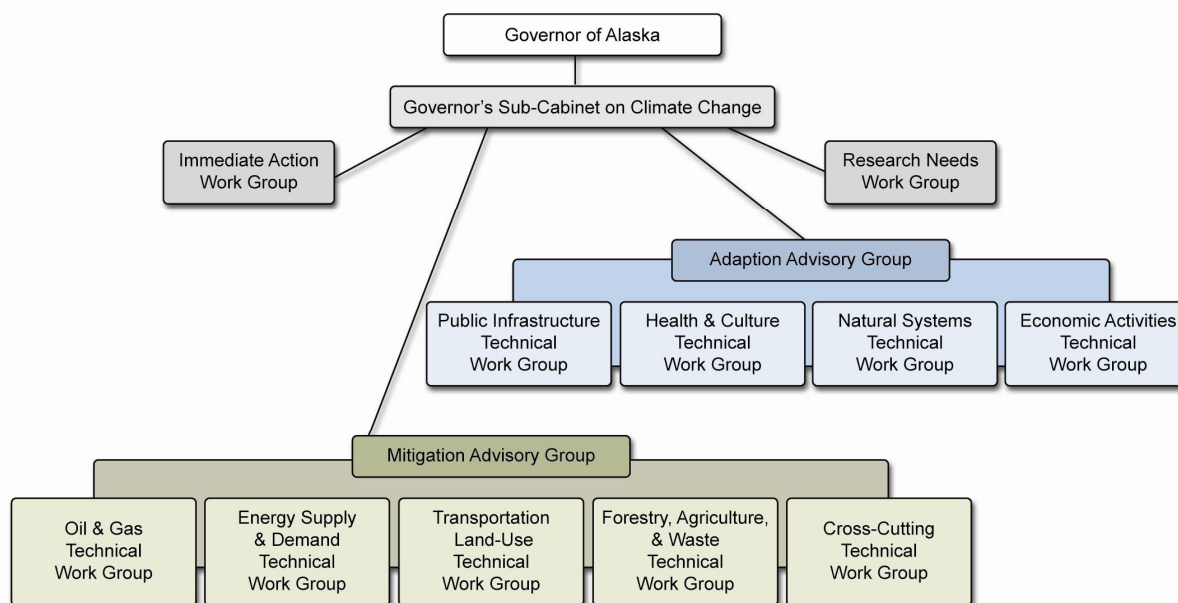 Governor of Alaska
Governor's Sub-Cabinet on Climate Change
Immediate Action
Work Group
Research Needs
Work Group
Adaption Advisory Group
Public Infrastructure
Technical
Work Group
Health & Culture
Technical
Work Group
Natural Systems
Technical
Work Group
Economic Activities
Technical
Work Group
Mitigation Advisory Group
Oil & Gas
Technical
Work Group
Energy Supply
& Demand
Technical
Work Group
Transportation
Land-Use
Technical
Work Group
Forestry, Agriculture,
& Waste
Technical
Work Group
Cross-Cutting
Technical
Work Group